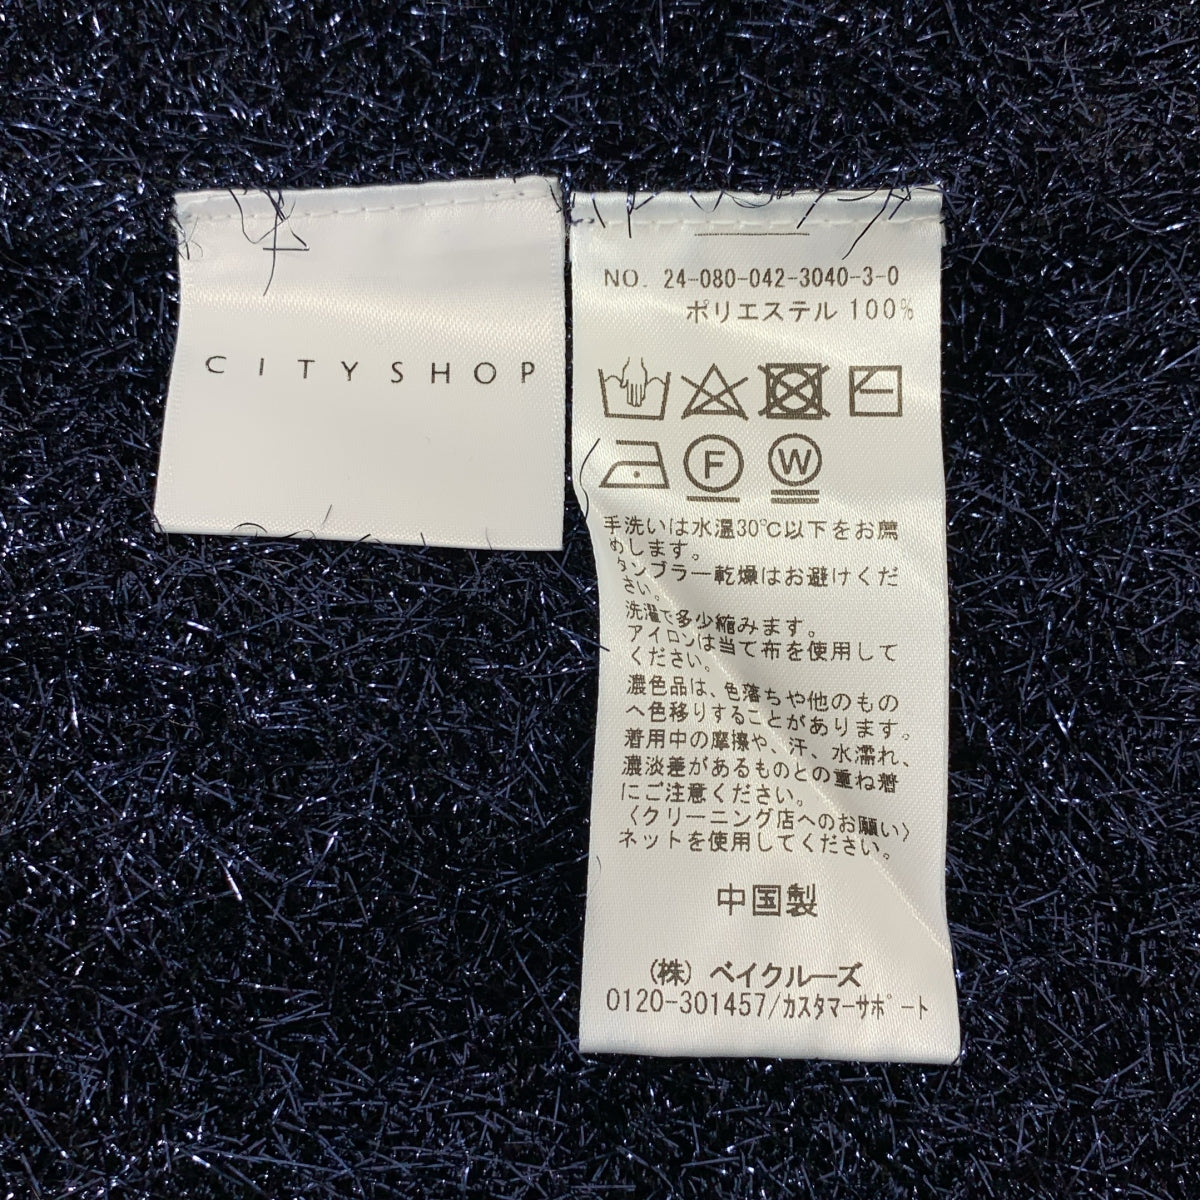 CITYSHOP
NO. 24-080-042-3040-3-0
ポリエステル 100%
F W
手洗いは水温30℃以下をお薦
めします。
タンブラー乾燥はお避けくだ
さい。
洗濯で多少縮みます。
アイロンは当て布を使用して
ください。
濃色品は、色落ちや他のもの
へ色移りすることがあります。
着用中の摩擦や、汗、水濡れ、
濃淡差があるものとの重ね着
にご注意ください。
〈クリーニング店へのお願い〉
ネットを使用してください。
中国製
(株) ベイクルーズ
0120-301457/カスタマーサポート